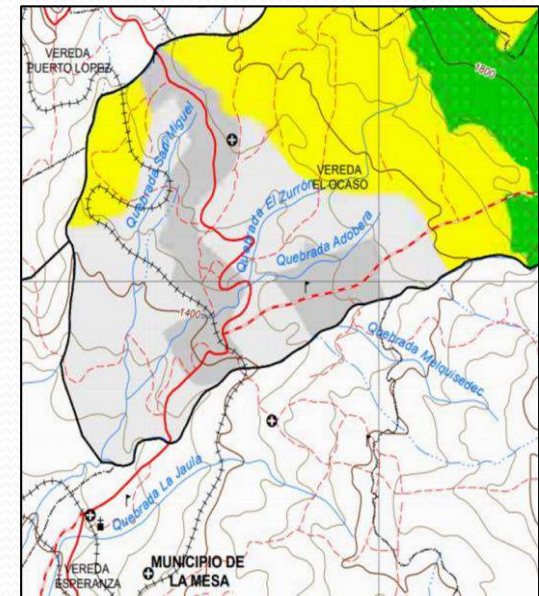 VEREDA
PUERTO LOPEZ
1800
Quebrada San Miguel
VEREDA
EL OCASO
Quebrada El Zurrón
Quebrada Adobera
1400
Quebrada Melquisedec
Quebrada La Jaula
VEREDA
ESPERANZA
MUNICIPIO DE
LA MESA